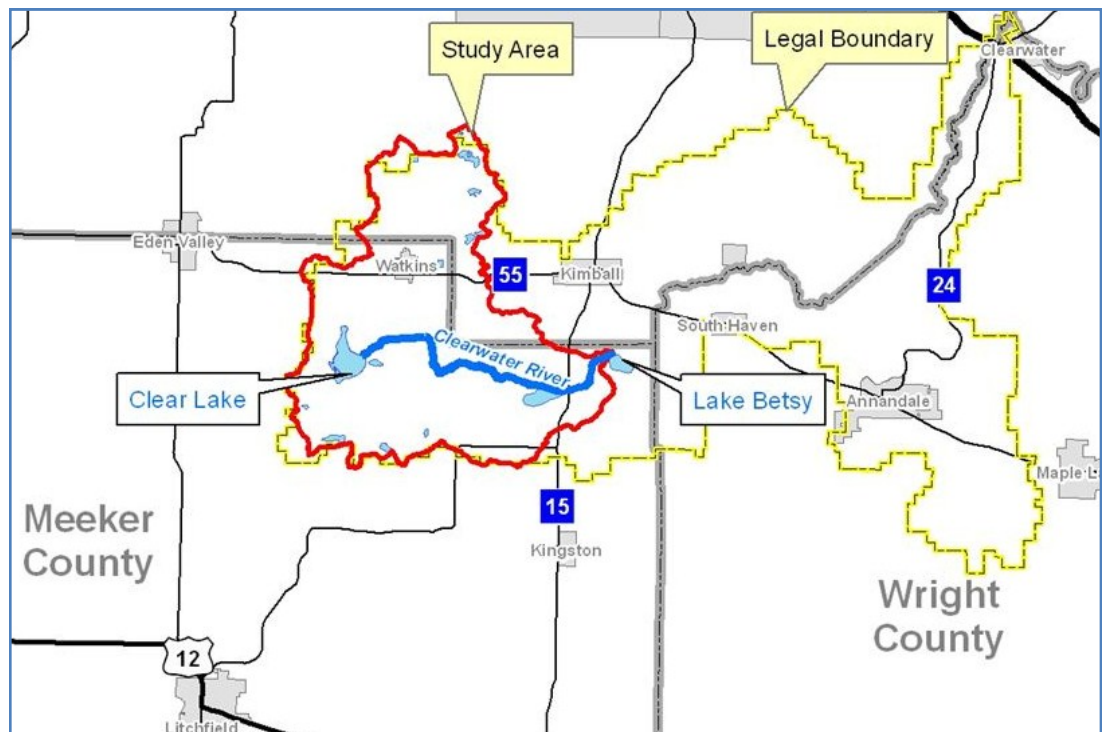 Study Area
Legal Boundary
Clearwater
Eden Valley
Watkins
55
Kimball
24
South Haven
Clearwater River
Clear Lake
Lake Betsy
Annandale
Maple L
15
Meeker
County
Kingston
Wright
County
12
Litchfield